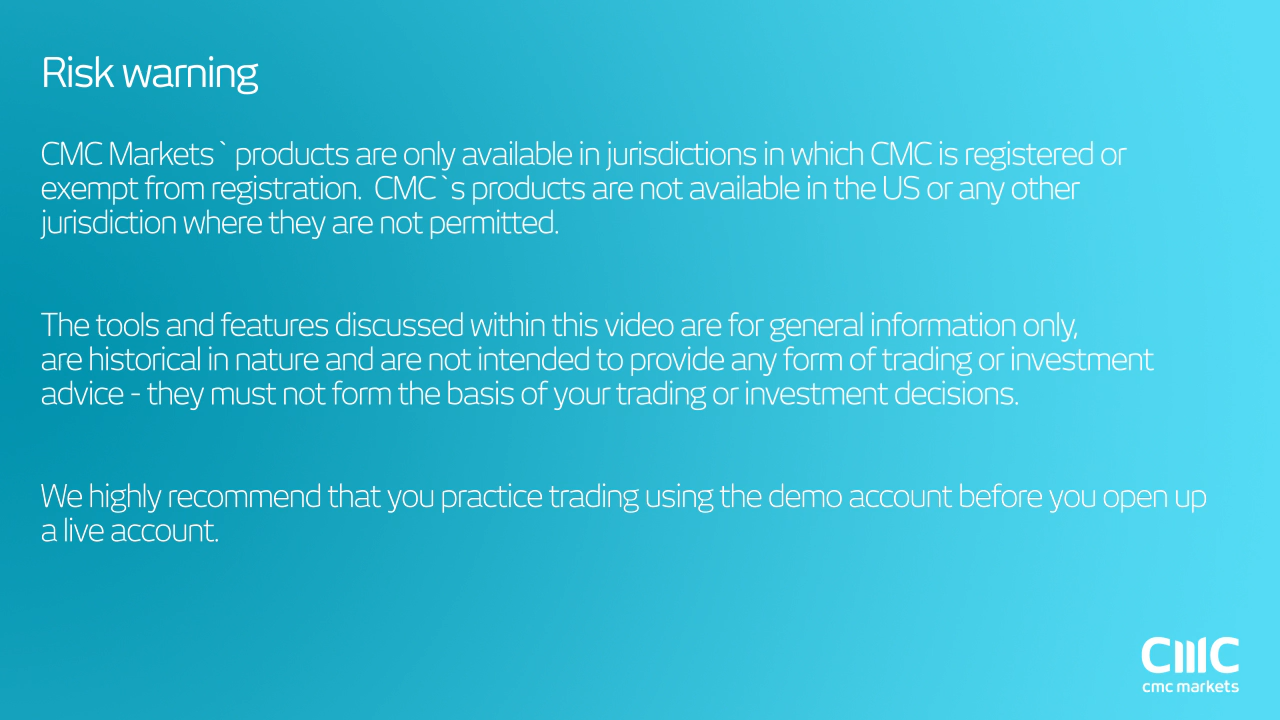 Risk warning
CMC Markets` products are only available in jurisdictions in which CMC is registered or
exempt from registration.  CMC`s products are not available in the US or any other
jurisdiction where they are not permitted.
The tools and features discussed within this video are for general information only,
are historical in nature and are not intended to provide any form of trading or investment
advice - they must not form the basis of your trading or investment decisions.
We highly recommend that you practice trading using the demo account before you open up
a live account.
CMC
cmc markets